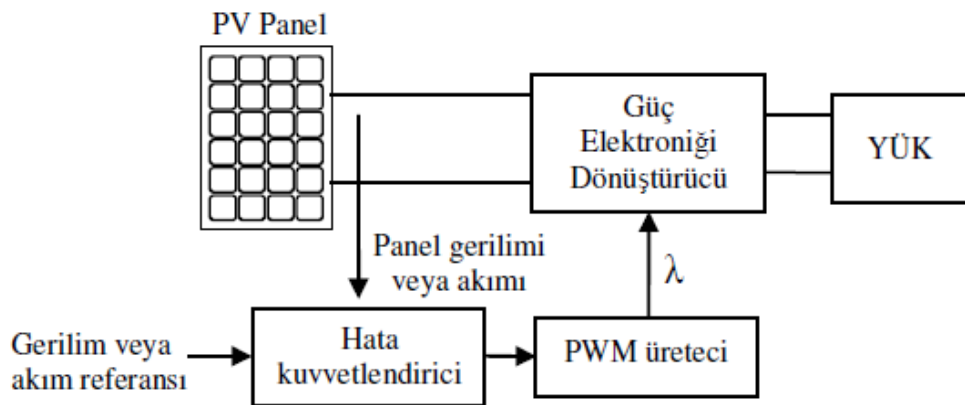 PV Panel
Güç
Elektroniği
Dönüştürücü
YÜK
Panel gerilimi
veya akımı
λ
Gerilim veya
akım referansı
Hata
kuvvetlendirici
PWM üreteci